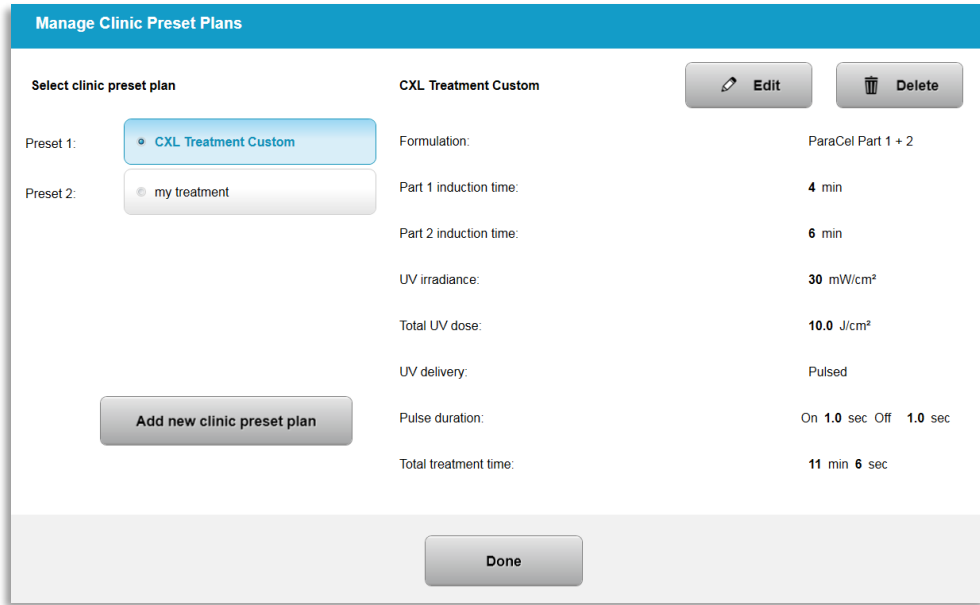 Manage Clinic Preset Plans
Select clinic preset plan
Preset 1: CXL Treatment Custom
Preset 2: my treatment
Add new clinic preset plan
CXL Treatment Custom
Edit
Delete
Formulation: ParaCel Part 1 + 2
Part 1 induction time: 4 min
Part 2 induction time: 6 min
UV irradiance: 30 mW/cm²
Total UV dose: 10.0 J/cm²
UV delivery: Pulsed
Pulse duration: On 1.0 sec Off 1.0 sec
Total treatment time: 11 min 6 sec
Done